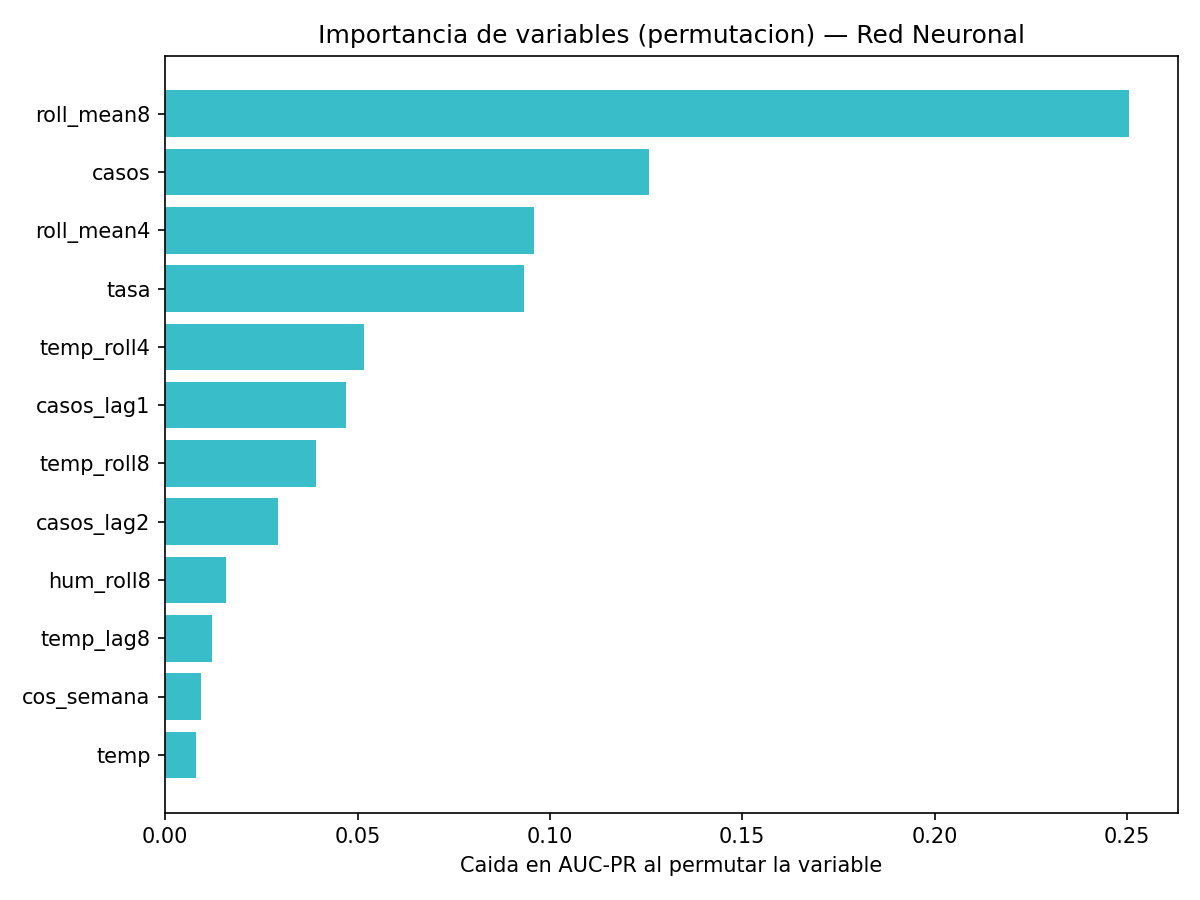 Importancia de variables (permutacion) — Red Neuronal
roll_mean8
casos
roll_mean4
tasa
temp_roll4
casos_lag1
temp_roll8
casos_lag2
hum_roll8
temp_lag8
cos_semana
temp
0.00 0.05 0.10 0.15 0.20 0.25
Caida en AUC-PR al permutar la variable